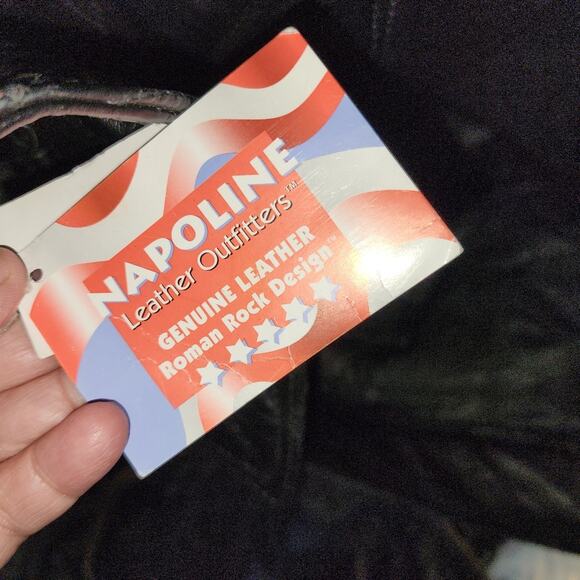 NAPOLINE
Leather Outfitters™
GENUINE LEATHER
Roman Rock Design™